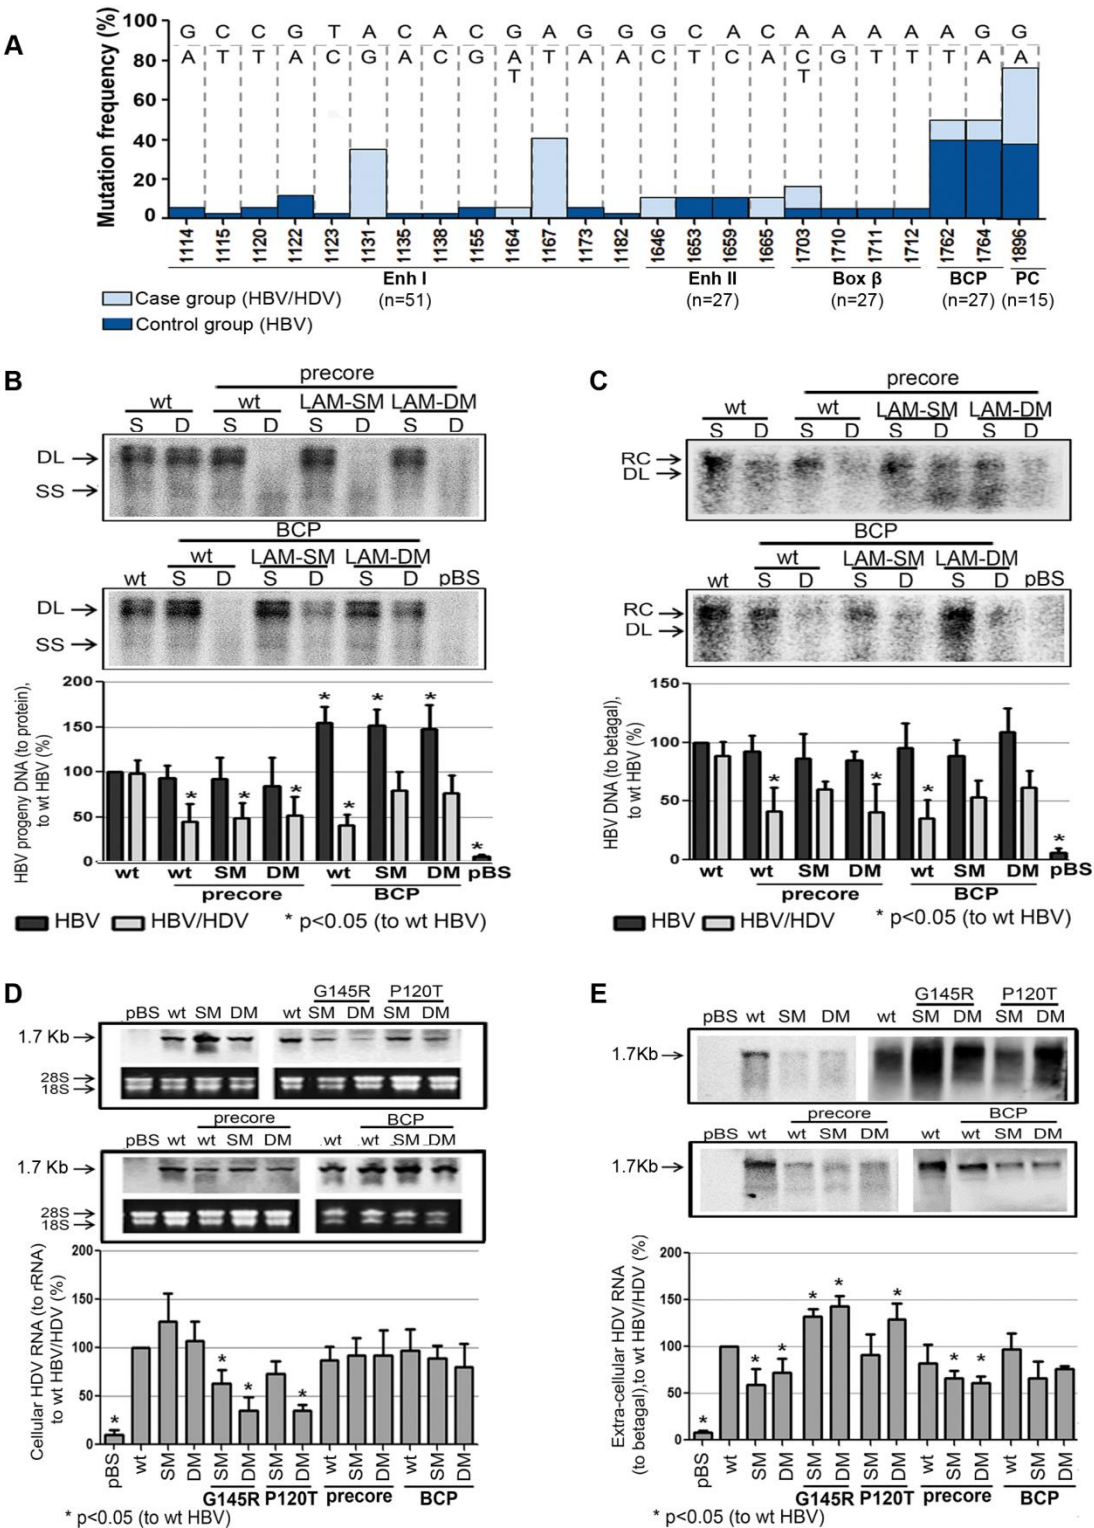 A
Mutation frequency (%)
100
80
60
40
20
0
G C C G T A C A C G A G G G C A C A A A A A G G
A T T A C G A C G A T A A C T C A C G T T T A A
T T
1114 1115 1120 1122 1123 1131 1135 1138 1155 1164 1167 1173 1182 1646 1653 1659 1665 1703 1710 1711 1712 1762 1764 1896
Enh I Enh II Box β BCP PC
(n=51) (n=27) (n=27) (n=27) (n=15)
Case group (HBV/HDV)
Control group (HBV)
B
precore
wt wt LAM-SM LAM-DM
S D S D S D S D
DL
SS
BCP
wt LAM-SM LAM-DM
wt S D S D S D pBS
DL
SS
HBV progeny DNA (to protein),
to wt HBV (%)
200
150
100
50
0
* * * * * * * *
wt wt SM DM wt SM DM pBS
precore BCP
HBV HBV/HDV * p<0.05 (to wt HBV)
C
precore
wt wt LAM-SM LAM-DM
S D S D S D S D
RC
DL
BCP
wt LAM-SM LAM-DM
wt S D S D S D pBS
RC
DL
HBV DNA (to betagal),
to wt HBV (%)
150
100
50
0
* * * *
wt wt SM DM wt SM DM pBS
precore BCP
HBV HBV/HDV * p<0.05 (to wt HBV)
D
G145R P120T
pBS wt SM DM wt SM DM SM DM
1.7 Kb
28S
18S
precore BCP
pBS wt wt SM DM wt wt SM DM
1.7 Kb
28S
18S
Cellular HDV RNA (to rRNA)
to wt HBV/HDV (%)
200
150
100
50
0
* * * *
pBS wt SM DM SM DM SM DM wt SM DM wt SM DM
G145R P120T precore BCP
* p<0.05 (to wt HBV)
E
G145R P120T
pBS wt SM DM wt SM DM SM DM
1.7Kb
precore BCP
pBS wt wt SM DM wt wt SM DM
1.7Kb
Extra-cellular HDV RNA
(to betagal),to wt HBV/HDV (%)
200
150
100
50
0
* * * * * * * *
pBS wt SM DM SM DM SM DM wt SM DM wt SM DM
G145R P120T precore BCP
* p<0.05 (to wt HBV)